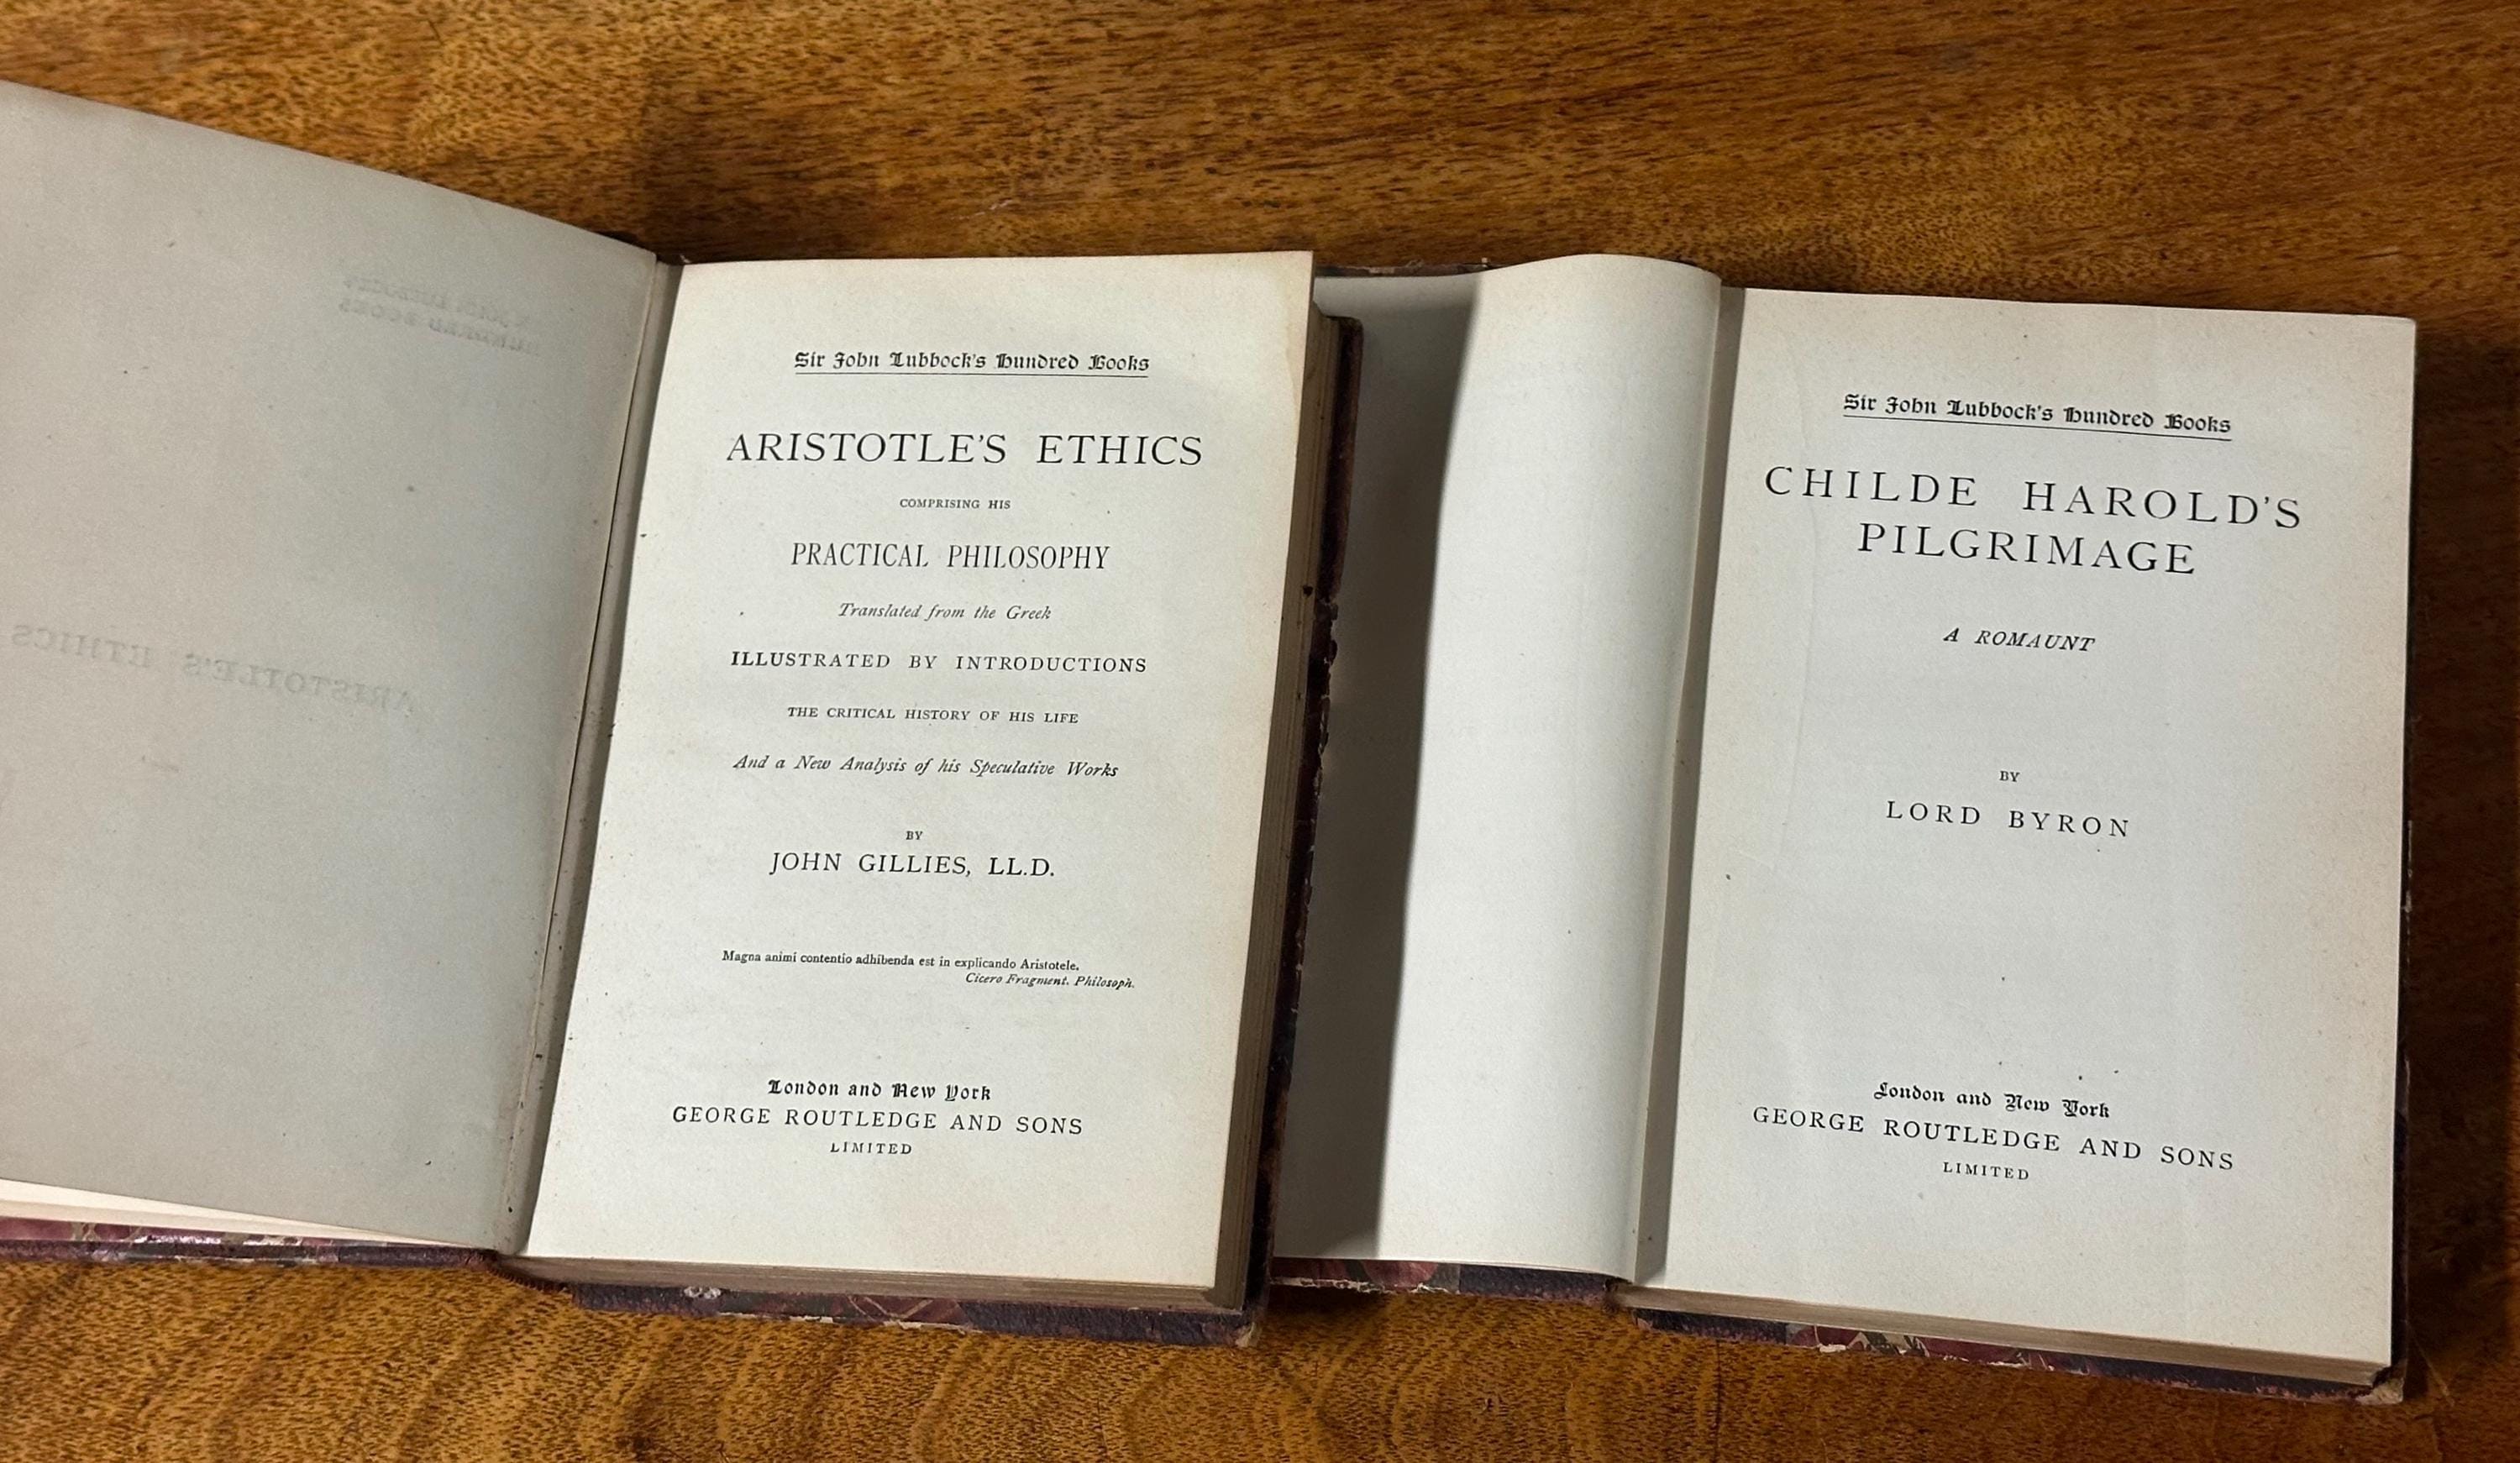 Sir John Lubbock's Hundred Books
ARISTOTLE'S ETHICS
COMPRISING HIS
PRACTICAL PHILOSOPHY
Translated from the Greek
ILLUSTRATED BY INTRODUCTIONS
THE CRITICAL HISTORY OF HIS LIFE
And a New Analysis of his Speculative Works
BY
JOHN GILLIES, LL.D.
Magna animi contentio adhibenda est in explicando Aristotele.
Cicero Fragment. Philosoph.
London and New York
GEORGE ROUTLEDGE AND SONS
LIMITED
Sir John Lubbock's Hundred Books
CHILDE HAROLD'S
PILGRIMAGE
A ROMAUNT
BY
LORD BYRON
London and New York
GEORGE ROUTLEDGE AND SONS
LIMITED